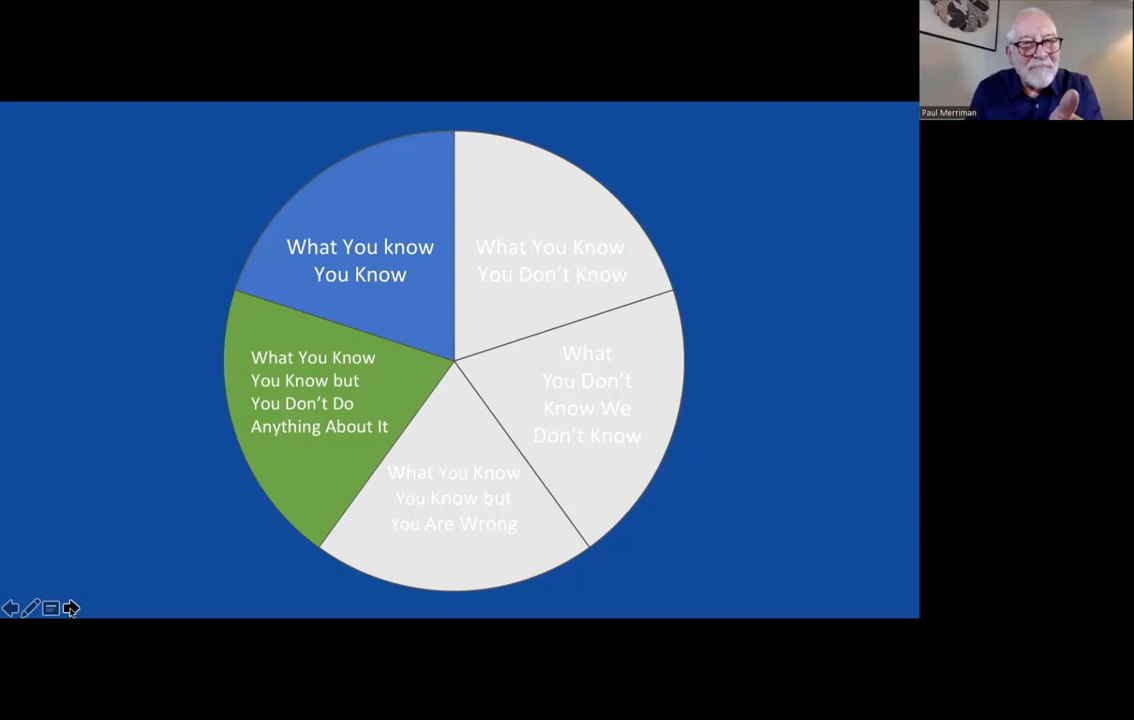 Paul Merriman
What You know
You Know
What You Know
You Don't Know
What
You Don't
Know We
Don't Know
What You Know
You Know but
You Don't Do
Anything About It
What You Know
You Know but
You Are Wrong